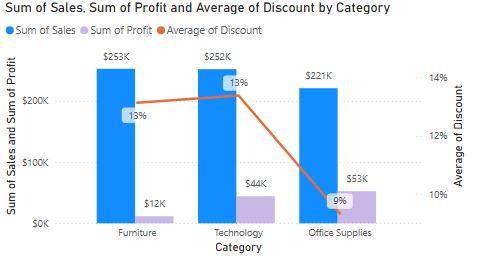 Sum of Sales, Sum of Profit and Average of Discount by Category
Sum of Sales Sum of Profit Average of Discount
Sum of Sales and Sum of Profit
$200K
$100K
$0K
$253K
$252K
$221K
13%
13%
9%
$12K
$44K
$53K
14%
12%
10%
Average of Discount
Furniture Technology Office Supplies
Category